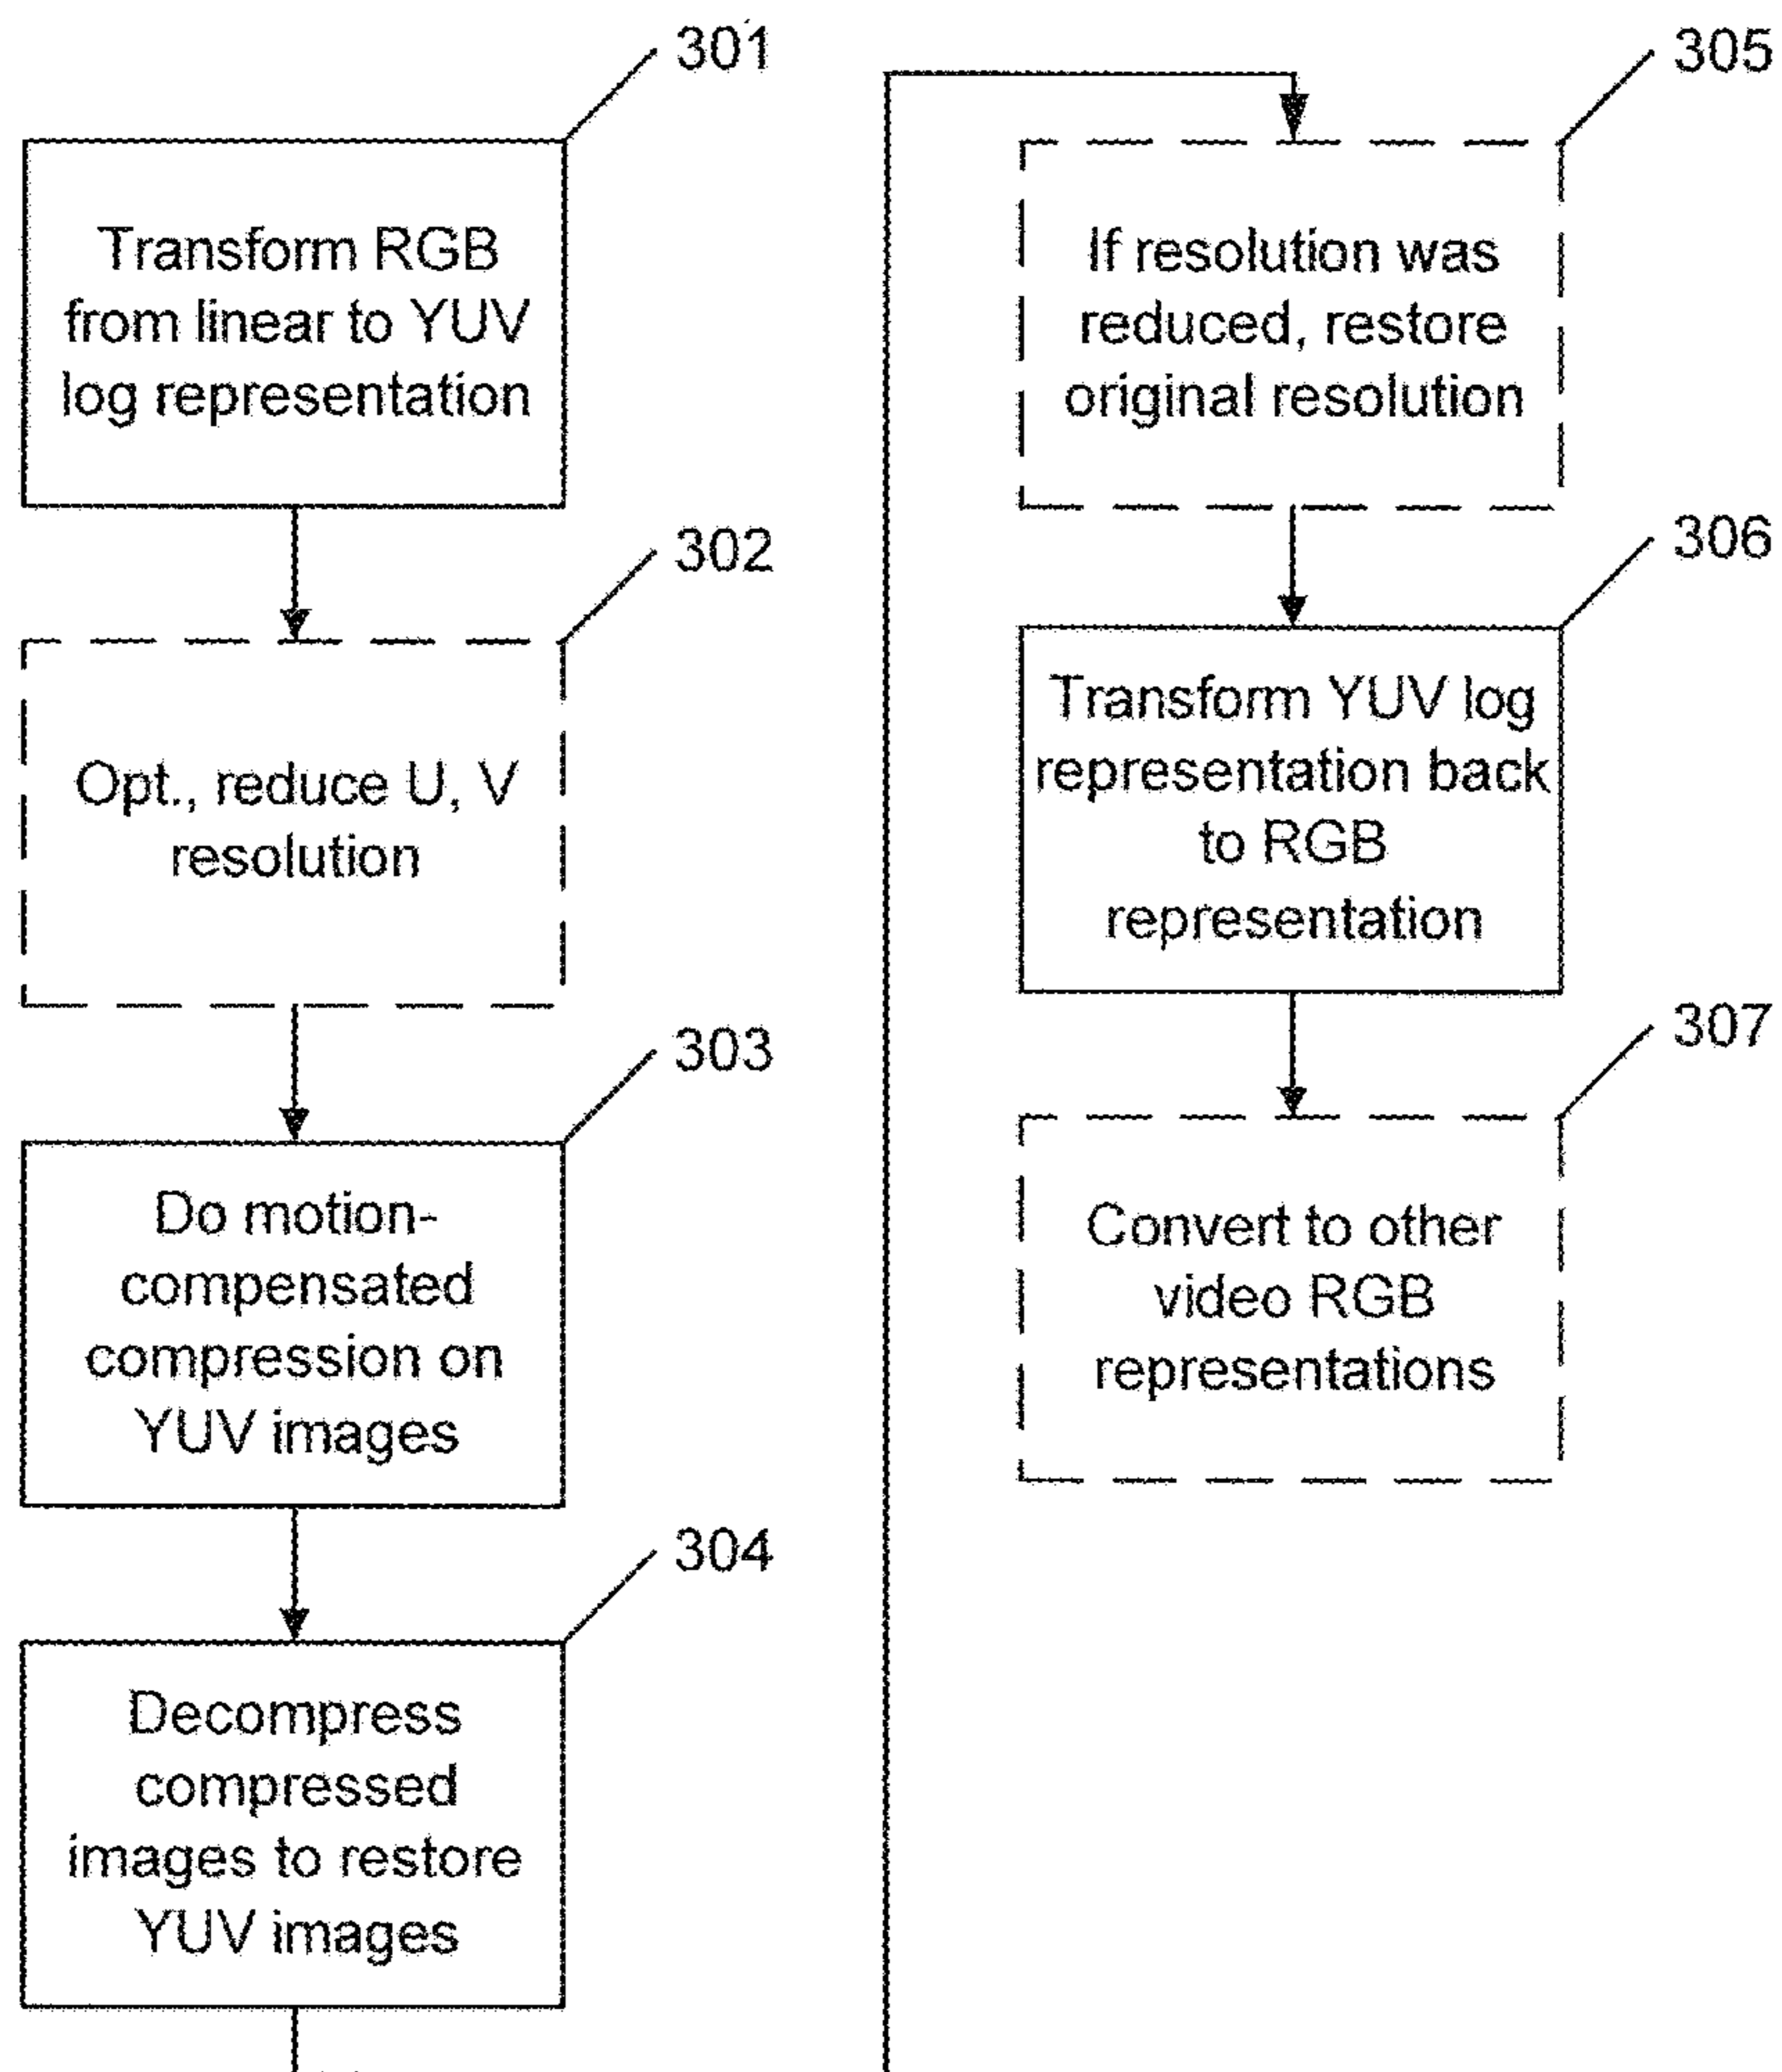 301
Transform RGB
from linear to YUV
log representation
302
Opt., reduce U, V
resolution
303
Do motion-
compensated
compression on
YUV images
304
Decompress
compressed
images to restore
YUV images
305
If resolution was
reduced, restore
original resolution
306
Transform YUV log
representation back
to RGB
representation
307
Convert to other
video RGB
representations